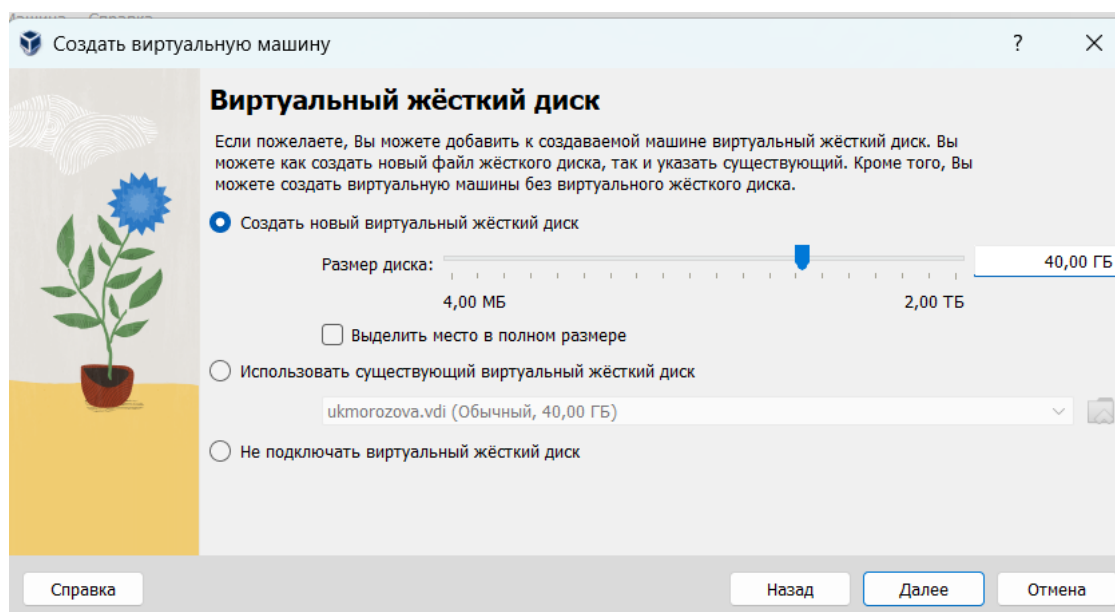 Создать виртуальную машину
?
Виртуальный жёсткий диск
Если пожелаете, Вы можете добавить к создаваемой машине виртуальный жёсткий диск. Вы
можете как создать новый файл жёсткого диска, так и указать существующий. Кроме того, Вы
можете создать виртуальную машины без виртуального жёсткого диска.
Создать новый виртуальный жёсткий диск
Размер диска:
40,00 ГБ
4,00 МБ
2,00 ТБ
Выделить место в полном размере
Использовать существующий виртуальный жёсткий диск
ukmorozova.vdi (Обычный, 40,00 ГБ)
Не подключать виртуальный жёсткий диск
Справка
Назад
Далее
Отмена